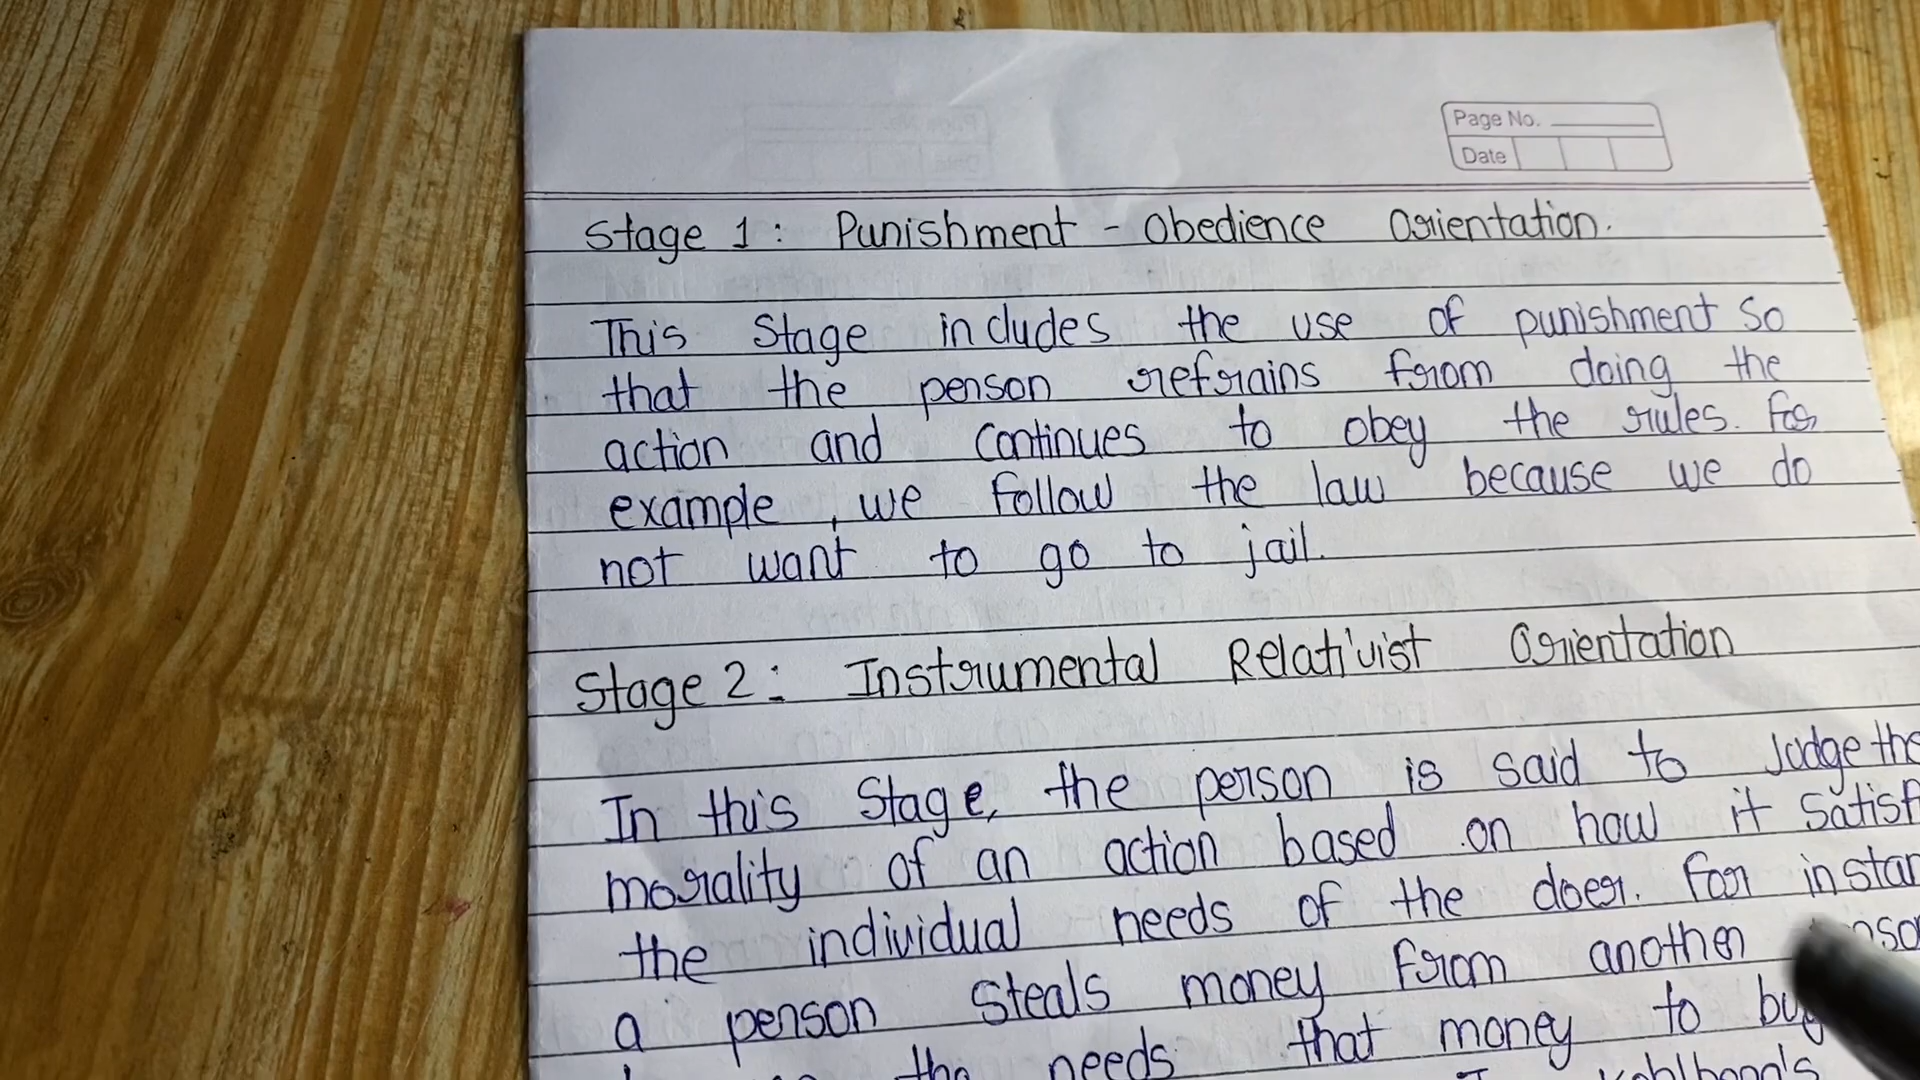 Page No.
Date
Stage 1: Punishment - Obedience Orientation.
This Stage includes the use of punishment so
that the person refrains from doing the
action and continues to obey the rules. For
example, we follow the law because we do
not want to go to jail.
Stage 2: Instrumental Relativist Orientation
In this Stage, the person is said to Judge the
morality of an action based on how it
the individual needs of the doer. For
a person steals money from another
the needs that money to buy